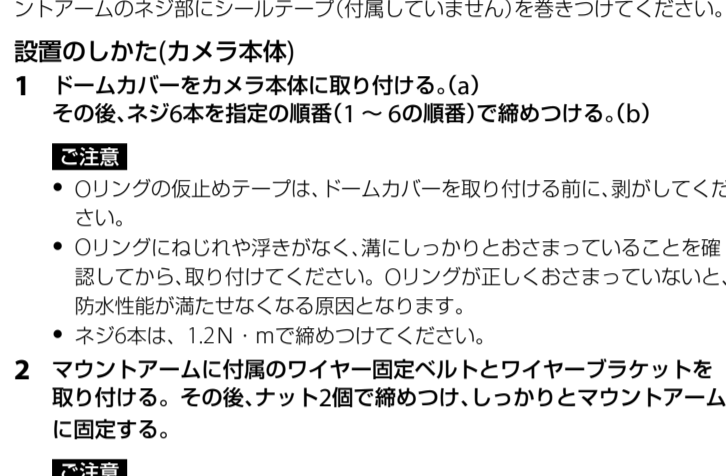 ントアームのネジ部にシールテープ（付属していません）を巻きつけてください。
設置のしかた(カメラ本体)
1 ドームカバーをカメラ本体に取り付ける。（a）
その後、ネジ6本を指定の順番（1 ～ 6の順番）で締めつける。（b）
ご注意
• Oリングの仮止めテープは、ドームカバーを取り付ける前に、剥がしてくだ
さい。
• Oリングにねじれや浮きがなく、溝にしっかりとおさまっていることを確
認してから、取り付けてください。Oリングが正しくおさまっていないと、
防水性能が満たせなくなる原因となります。
• ネジ6本は、1.2N・mで締めつけてください。
2 マウントアームに付属のワイヤー固定ベルトとワイヤーブラケットを
取り付ける。その後、ナット2個で締めつけ、しっかりとマウントアーム
に固定する。
ご注意